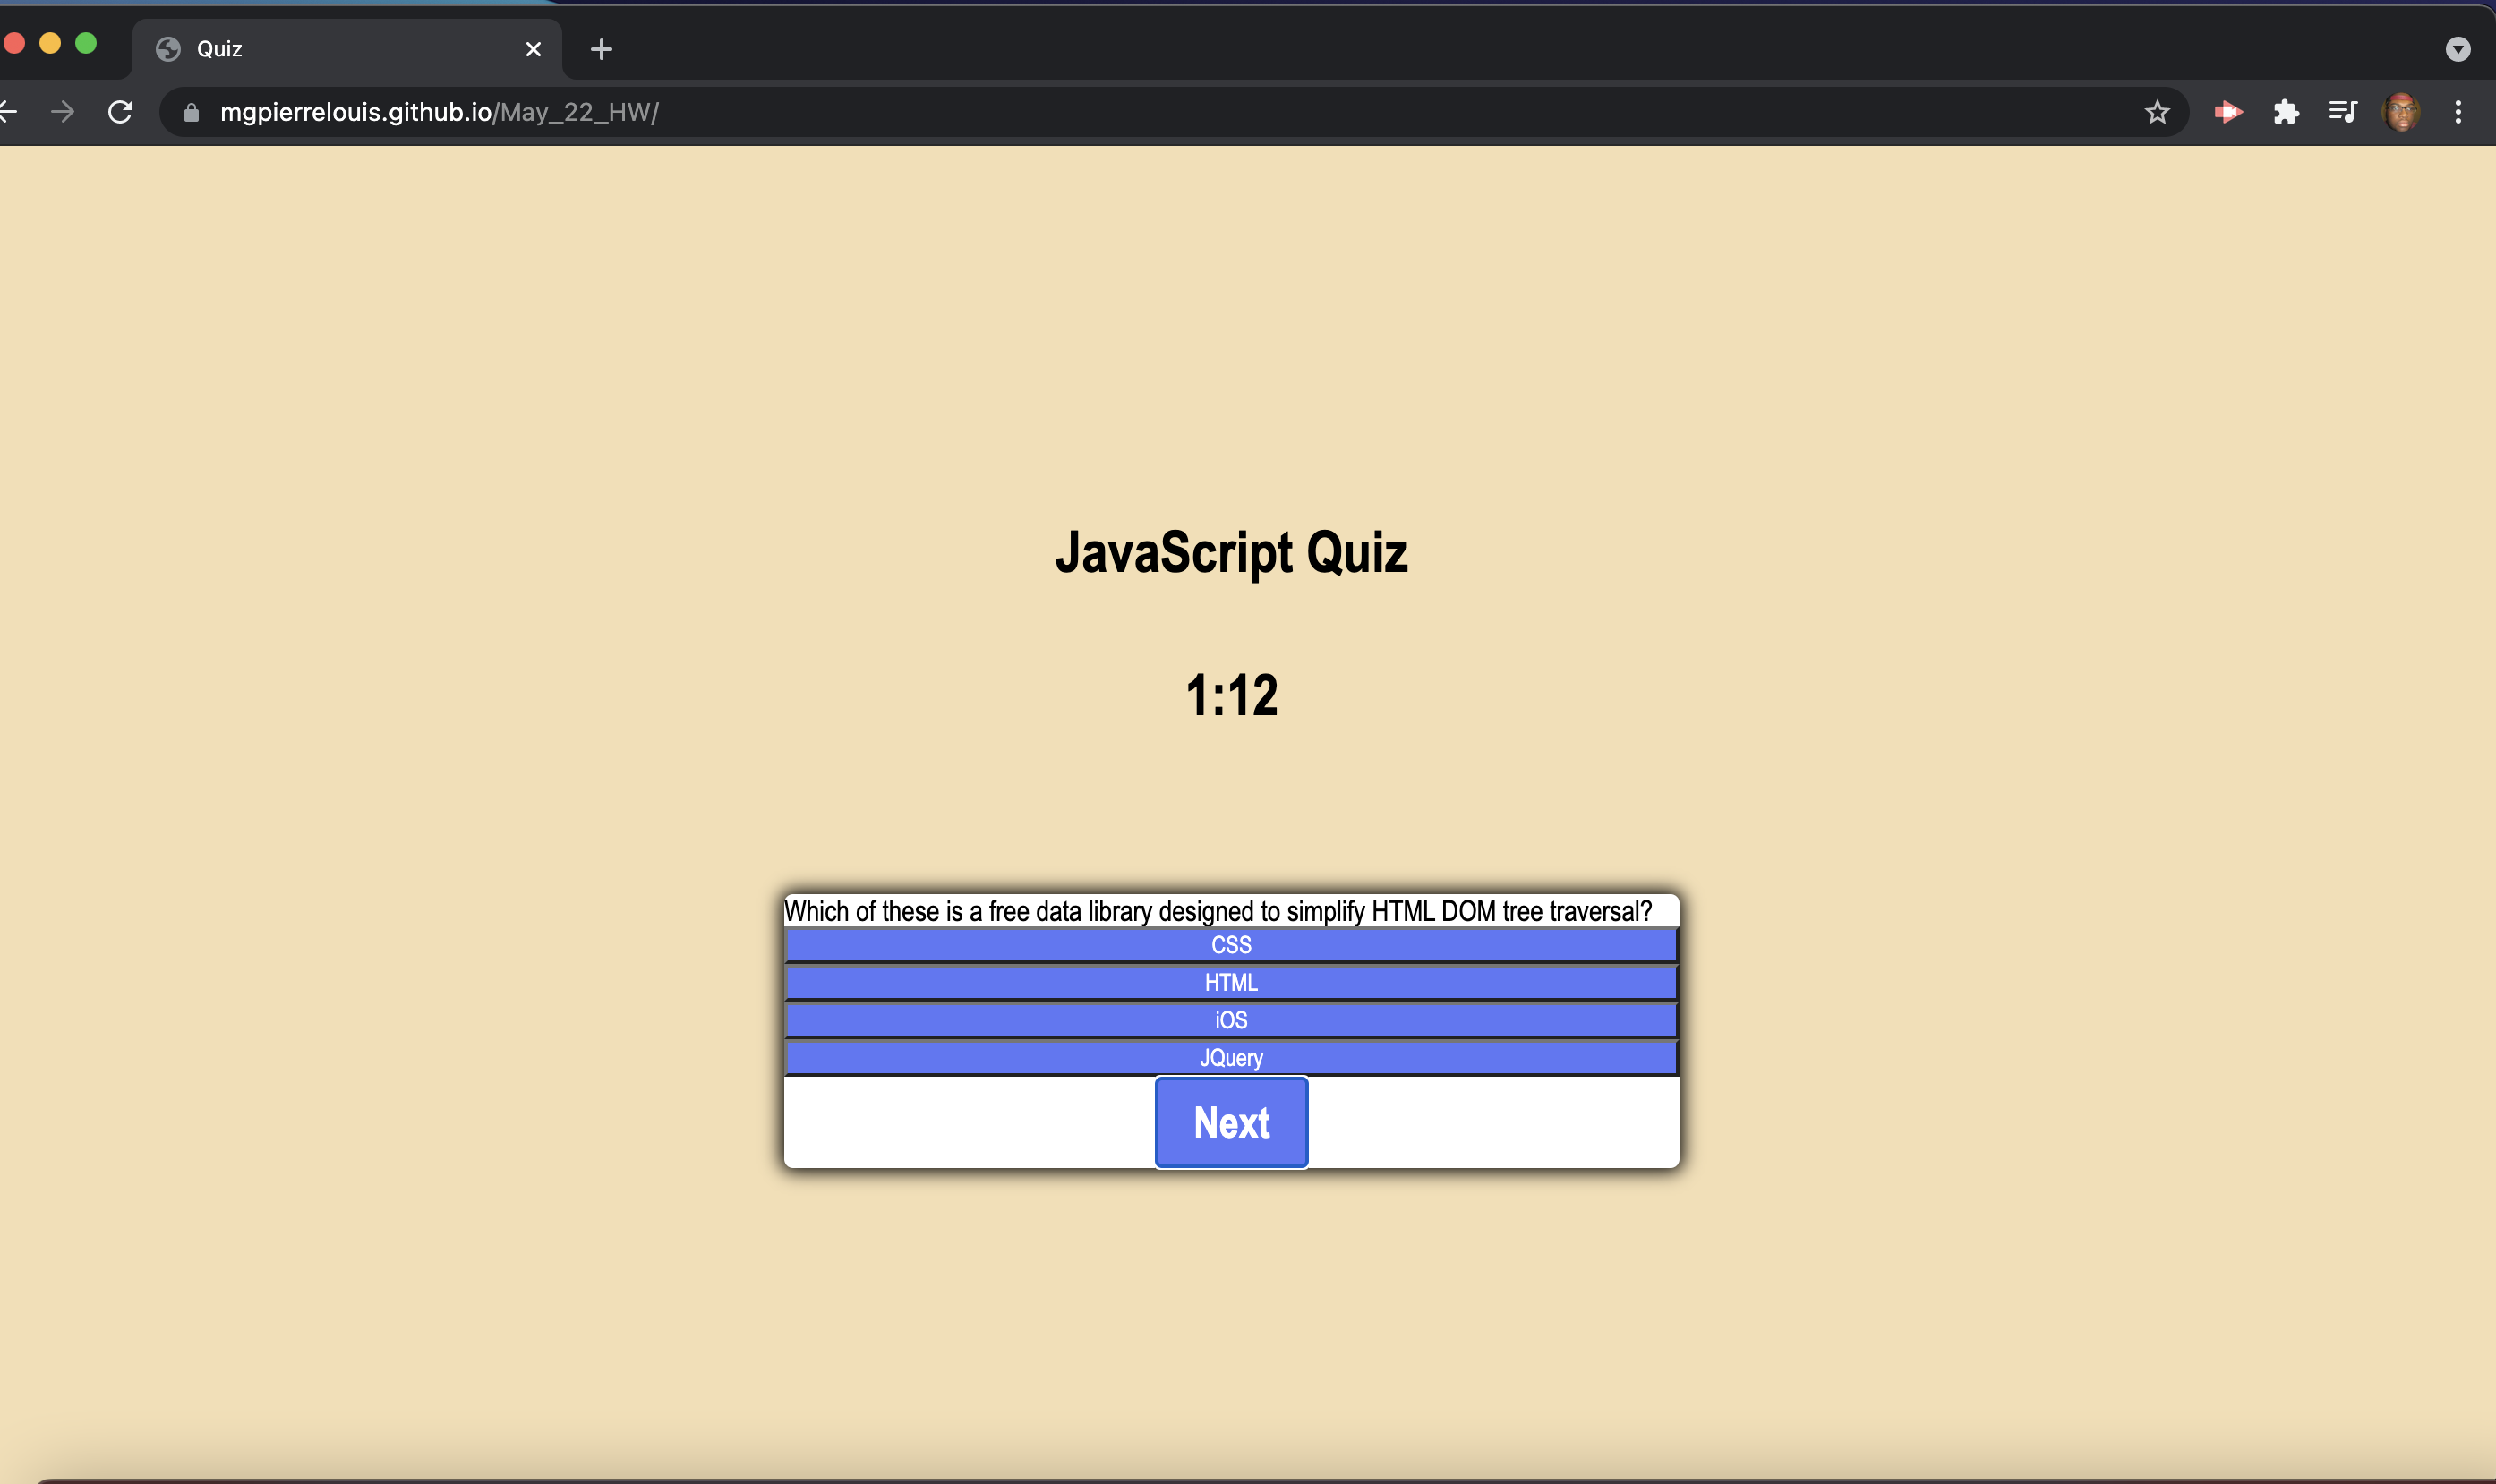 Quiz
mgpierrelouis.github.io/May_22_HW/
JavaScript Quiz
1:12
Which of these is a free data library designed to simplify HTML DOM tree traversal?
CSS
HTML
iOS
JQuery
Next